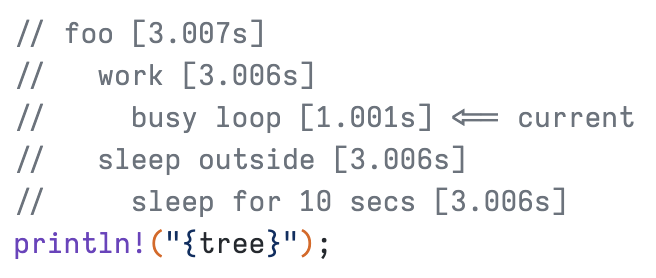 // foo [3.007s]
//   work [3.006s]
//     busy loop [1.001s] <== current
//   sleep outside [3.006s]
//     sleep for 10 secs [3.006s]
println!("{tree}");